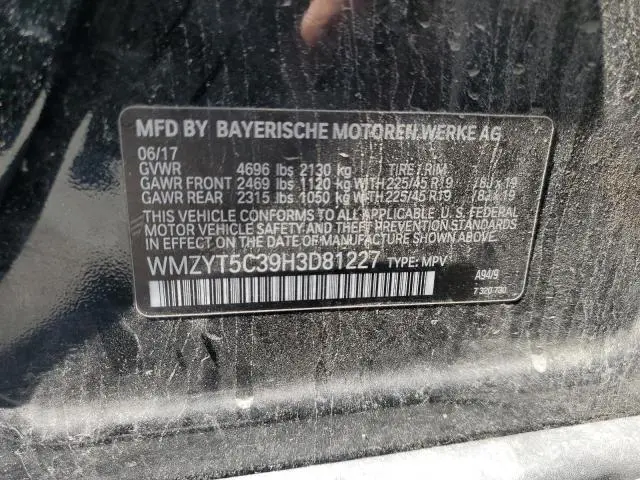 MFD BY BAYERISCHE MOTOREN WERKE AG
06/17
GVWR 4696 lbs 2130 kg TIRE / RIM
GAWR FRONT 2469 lbs 1120 kg WITH 225/45 R19 / 8J x 19
GAWR REAR 2315 lbs 1050 kg WITH 225/45 R19 / 8J x 19
THIS VEHICLE CONFORMS TO ALL APPLICABLE U. S. FEDERAL
MOTOR VEHICLE SAFETY AND THEFT PREVENTION STANDARDS IN
EFFECT ON THE DATE OF MANUFACTURE SHOWN ABOVE.
WMZYT5C39H3D81227 TYPE: MPV
A94/9
7 320 730